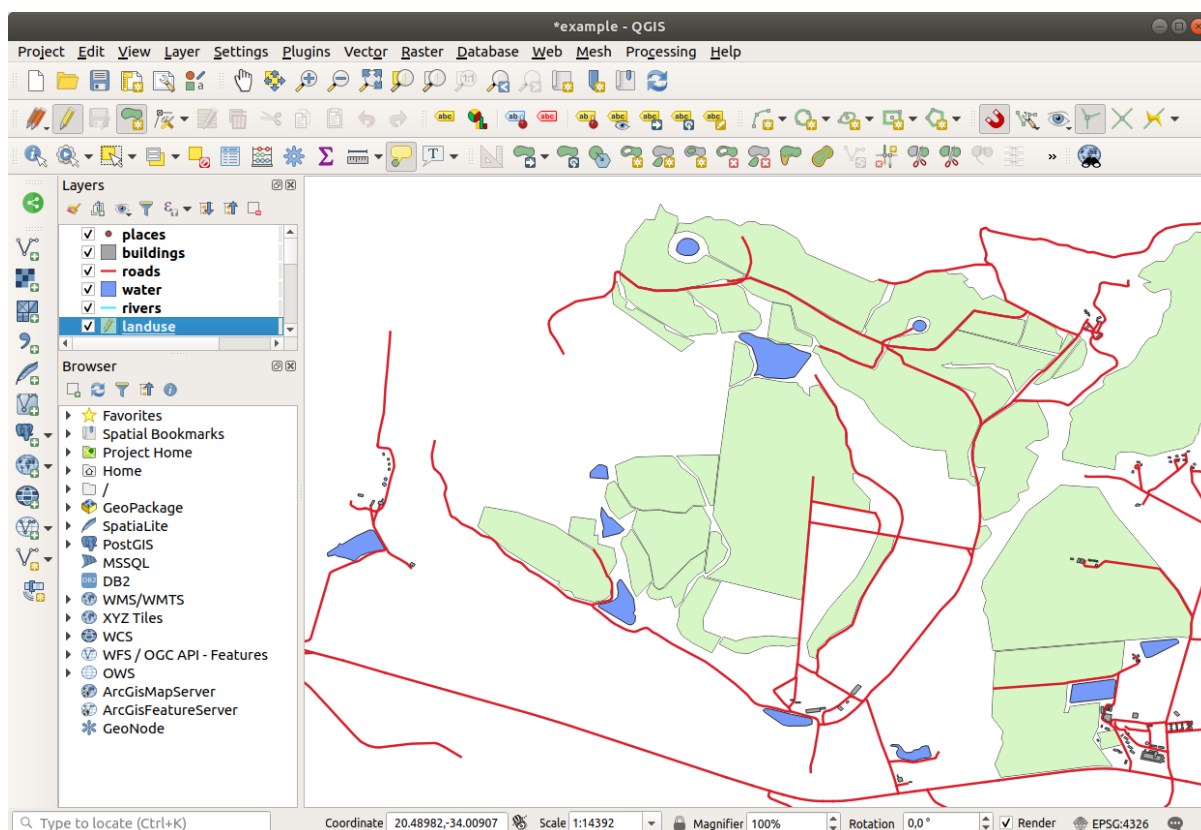 *example - QGIS
Project Edit View Layer Settings Plugins Vector Raster Database Web Mesh Processing Help
Layers
places
buildings
roads
water
rivers
landuse
Browser
Favorites
Spatial Bookmarks
Project Home
Home
/
GeoPackage
SpatiaLite
PostGIS
MSSQL
DB2
WMS/WMTS
XYZ Tiles
WCS
WFS / OGC API - Features
OWS
ArcGisMapServer
ArcGisFeatureServer
GeoNode
Type to locate (Ctrl+K) Coordinate 20.48982,-34.00907 Scale 1:14392 Magnifier 100% Rotation 0,0 ° Render EPSG:4326